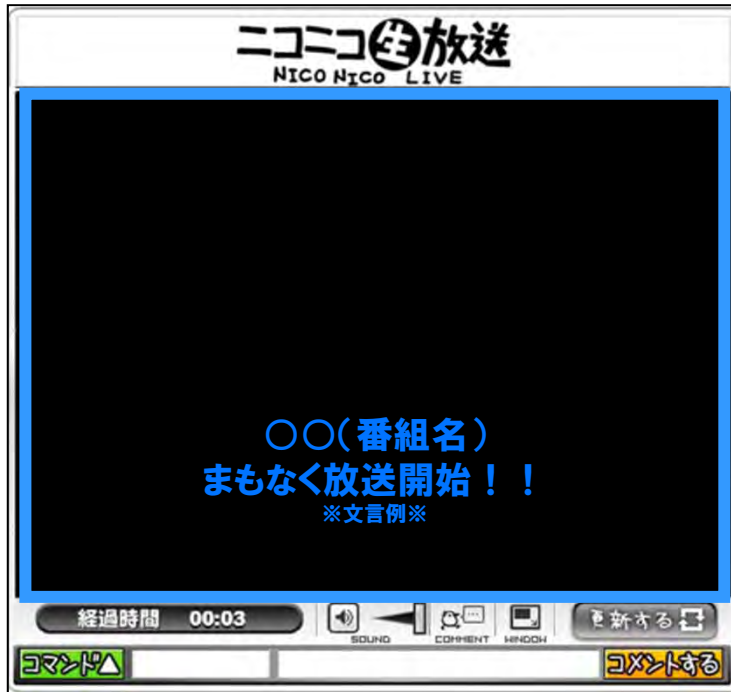 ニコニコ生放送
NICO NICO LIVE
○○(番組名)
まもなく放送開始！！
※文言例※
経過時間 00:03
SOUND COMMENT WINDOW
更新する
コマンド△
コメントする